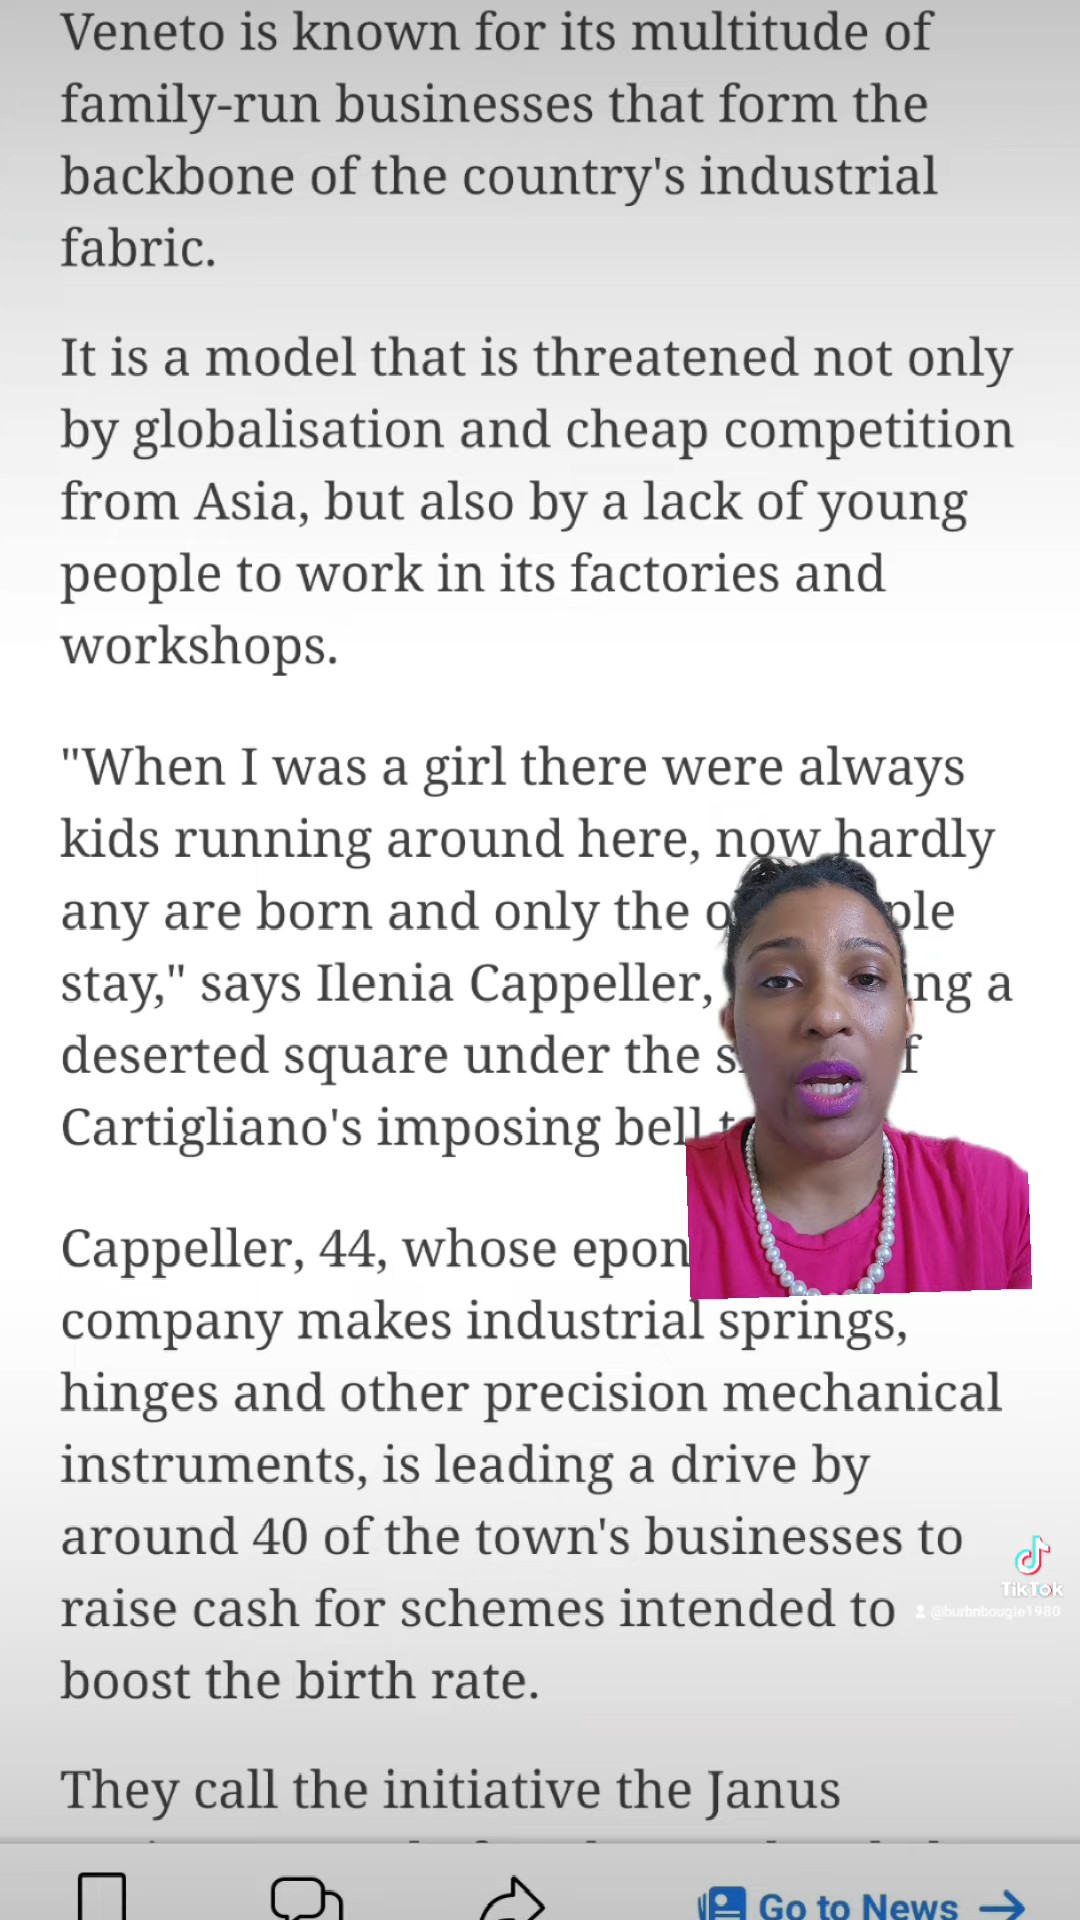 Veneto is known for its multitude of
family-run businesses that form the
backbone of the country's industrial
fabric.
It is a model that is threatened not only
by globalisation and cheap competition
from Asia, but also by a lack of young
people to work in its factories and
workshops.
"When I was a girl there were always
kids running around here, now hardly
any are born and only the o ple
stay," says Ilenia Cappeller, ng a
deserted square under the s f
Cartigliano's imposing bell t
Cappeller, 44, whose epon
company makes industrial springs,
hinges and other precision mechanical
instruments, is leading a drive by
around 40 of the town's businesses to
raise cash for schemes intended to
boost the birth rate.
They call the initiative the Janus
TikTok
@burbnbougie1980
Go to News